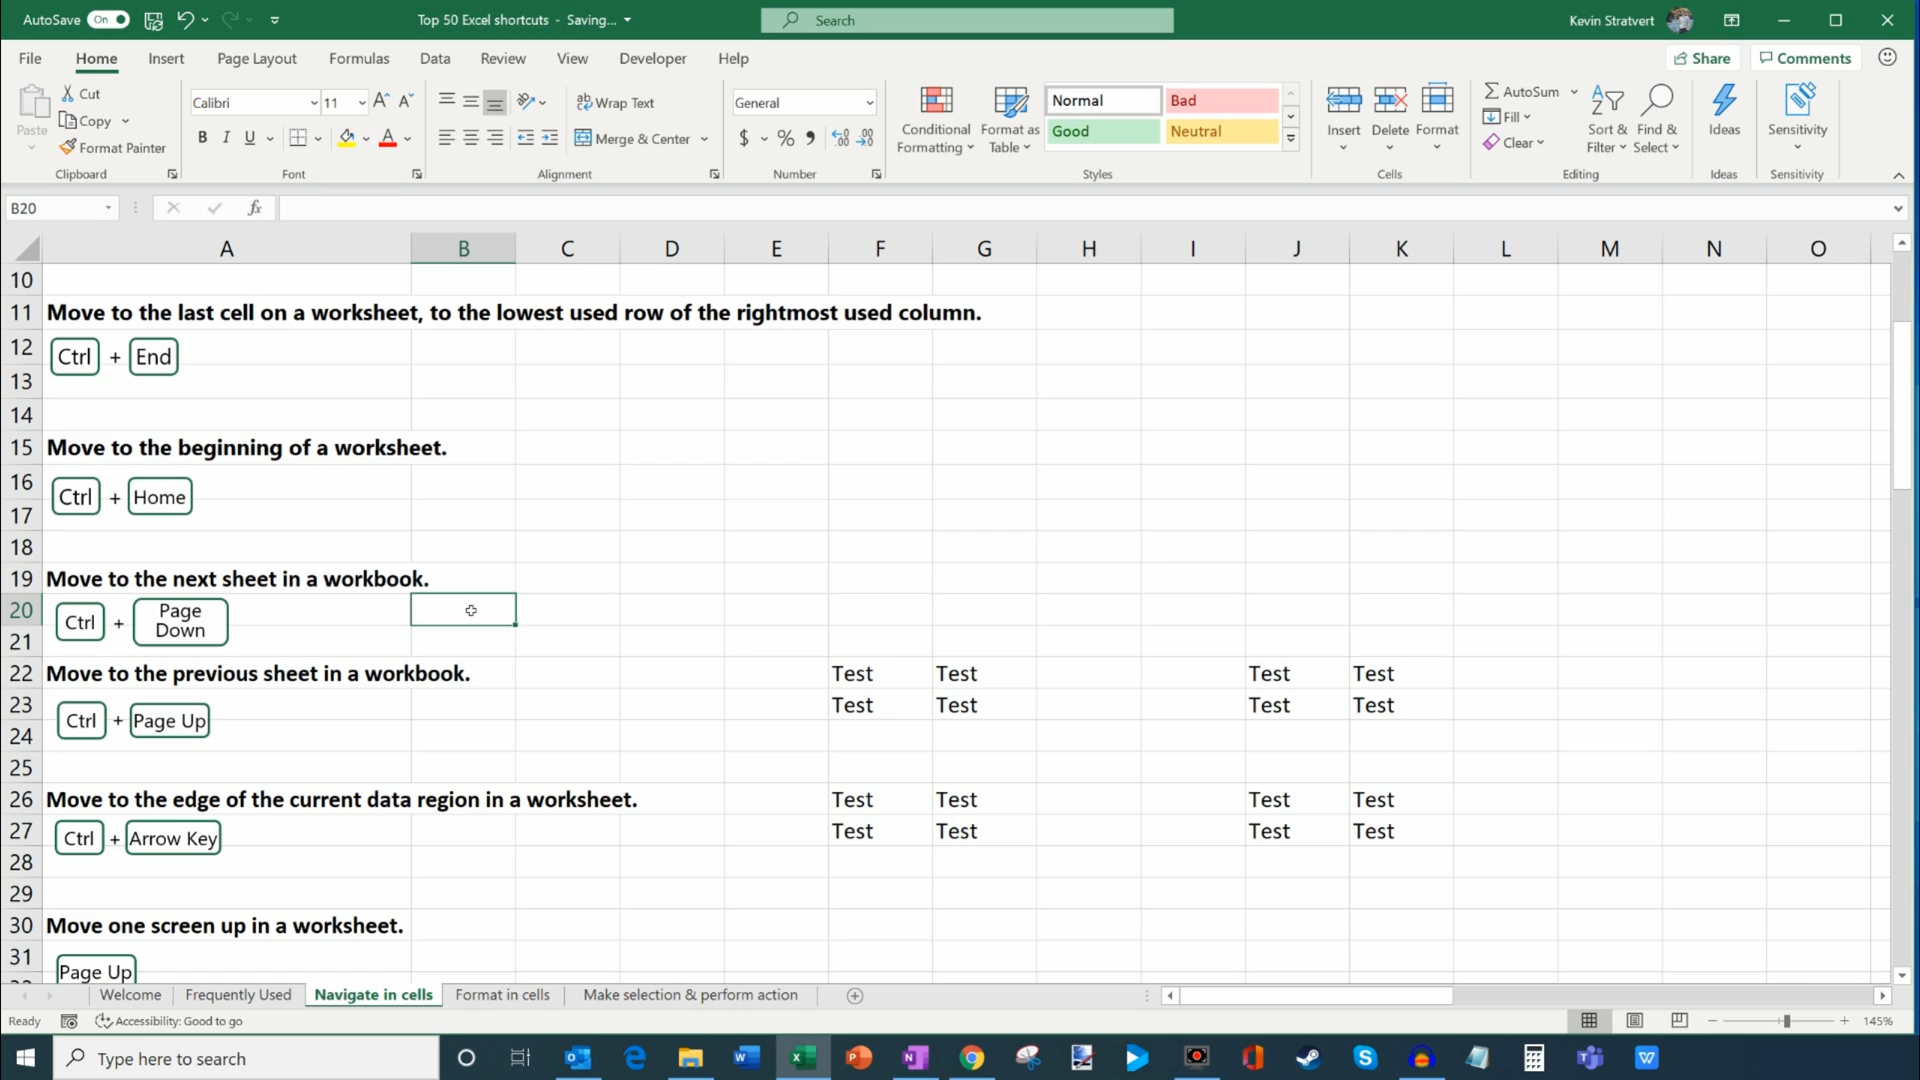 AutoSave On Top 50 Excel shortcuts - Saving... Search Kevin Stratvert
File Home Insert Page Layout Formulas Data Review View Developer Help Share Comments
Paste Cut Copy Format Painter Clipboard
Calibri 11 B I U A Font
ab Wrap Text Merge & Center Alignment
General $ % Number
Conditional Formatting Format as Table Normal Bad Good Neutral Styles
Insert Delete Format Cells
AutoSum Fill Clear Sort & Filter Find & Select Editing
Ideas Ideas
Sensitivity Sensitivity
B20 fx
A B C D E F G H I J K L M N O
10
11 Move to the last cell on a worksheet, to the lowest used row of the rightmost used column.
12 Ctrl + End
13
14
15 Move to the beginning of a worksheet.
16 Ctrl + Home
17
18
19 Move to the next sheet in a workbook.
20 Ctrl + Page Down
21
22 Move to the previous sheet in a workbook. Test Test Test Test
23 Ctrl + Page Up Test Test Test Test
24
25
26 Move to the edge of the current data region in a worksheet. Test Test Test Test
27 Ctrl + Arrow Key Test Test Test Test
28
29
30 Move one screen up in a worksheet.
31 Page Up
Welcome Frequently Used Navigate in cells Format in cells Make selection & perform action
Ready Accessibility: Good to go 145%
Type here to search